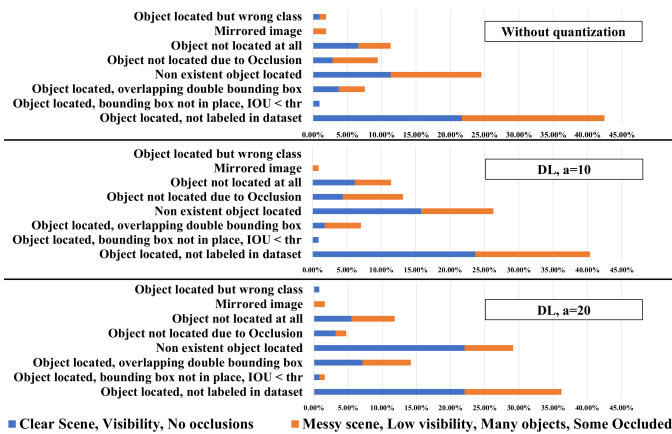 Object located but wrong class
Mirrored image
Without quantization
Object not located at all
Object not located due to Occlusion
Non existent object located
Object located, overlapping double bounding box
Object located, bounding box not in place, IOU < thr
Object located, not labeled in dataset
0.00% 5.00% 10.00% 15.00% 20.00% 25.00% 30.00% 35.00% 40.00% 45.00%
Object located but wrong class
Mirrored image
DL, a=10
Object not located at all
Object not located due to Occlusion
Non existent object located
Object located, overlapping double bounding box
Object located, bounding box not in place, IOU < thr
Object located, not labeled in dataset
0.00% 5.00% 10.00% 15.00% 20.00% 25.00% 30.00% 35.00% 40.00% 45.00%
Object located but wrong class
Mirrored image
DL, a=20
Object not located at all
Object not located due to Occlusion
Non existent object located
Object located, overlapping double bounding box
Object located, bounding box not in place, IOU < thr
Object located, not labeled in dataset
0.00% 5.00% 10.00% 15.00% 20.00% 25.00% 30.00% 35.00% 40.00% 45.00%
Clear Scene, Visibility, No occlusions
Messy scene, Low visibility, Many objects, Some Occluded